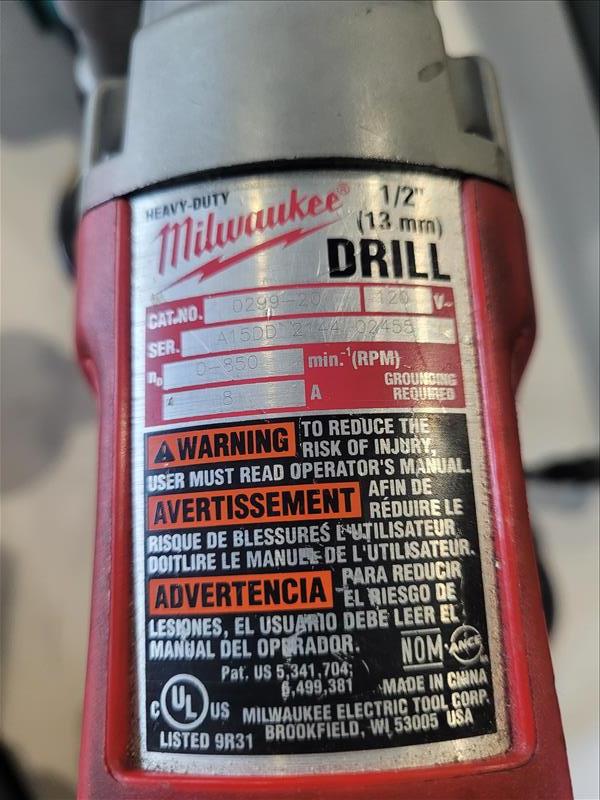 HEAVY-DUTY
Milwaukee®
1/2"
(13 mm)
DRILL
CAT.NO. 0299-20 120 V~
SER. A15DD 2144 02455
n₀ 0-850 min.⁻¹(RPM)
8 A
GROUNDING
REQUIRED
WARNING TO REDUCE THE
RISK OF INJURY,
USER MUST READ OPERATOR'S MANUAL.
AVERTISSEMENT AFIN DE
RÉDUIRE LE
RISQUE DE BLESSURES L'UTILISATEUR
DOITLIRE LE MANUEL DE L'UTILISATEUR.
ADVERTENCIA PARA REDUCIR
EL RIESGO DE
LESIONES, EL USUARIO DEBE LEER EL
MANUAL DEL OPERADOR.
NOM ANCE
Pat. US 5,341,704;
6,499,381
MADE IN CHINA
C UL US
MILWAUKEE ELECTRIC TOOL CORP.
BROOKFIELD, WI 53005 USA
LISTED 9R31